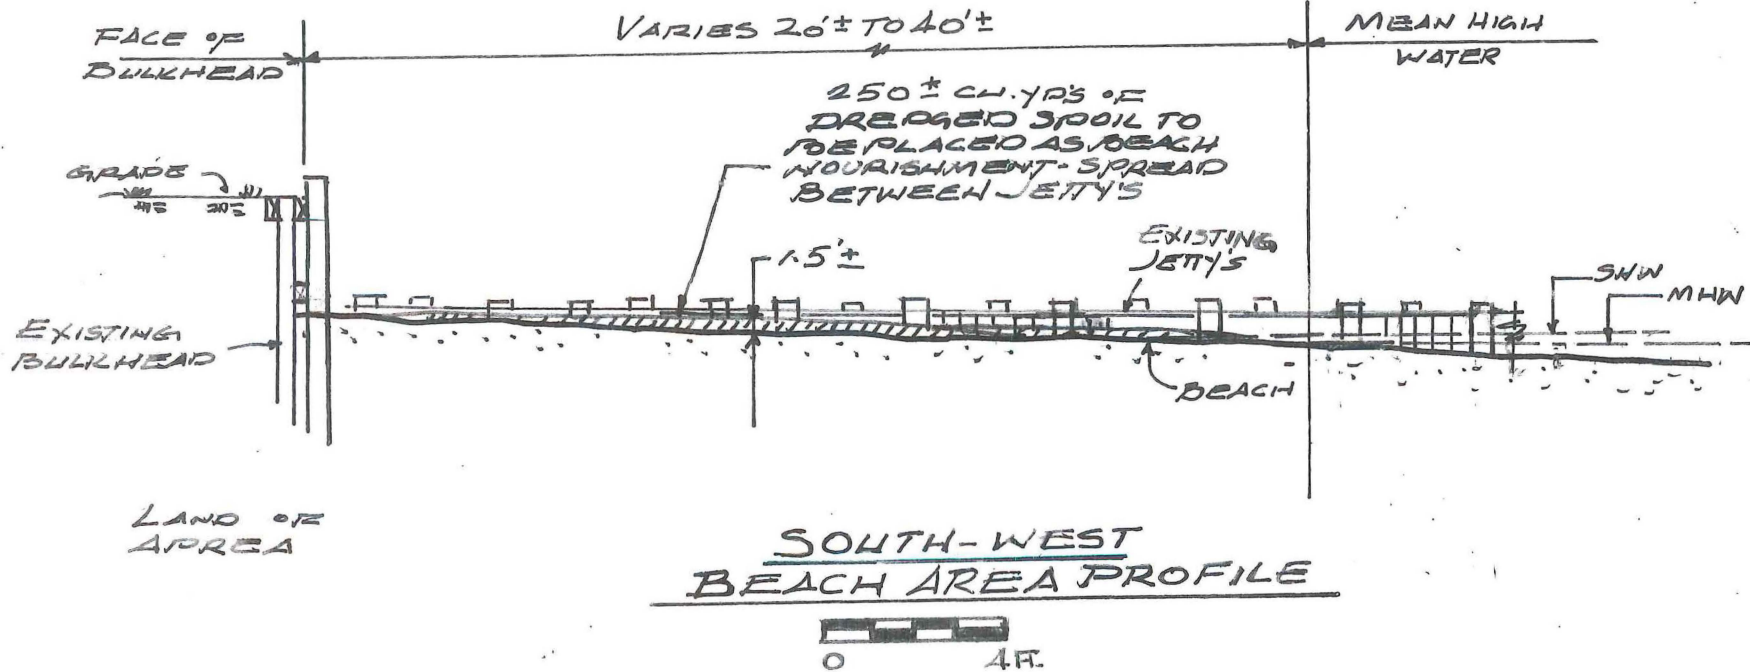 FACE OF
BULKHEAD
VARIES 20'± TO 40'±
MEAN HIGH
WATER
250± CU.YD'S OF
DREDGED SPOIL TO
BE PLACED AS BEACH
NOURISHMENT - SPREAD
BETWEEN JETTY'S
GRADE
1.5'±
EXISTING
JETTY'S
SHW
MHW
EXISTING
BULKHEAD
BEACH
LAND OF
APREA
SOUTH-WEST
BEACH AREA PROFILE
0 4 FT.